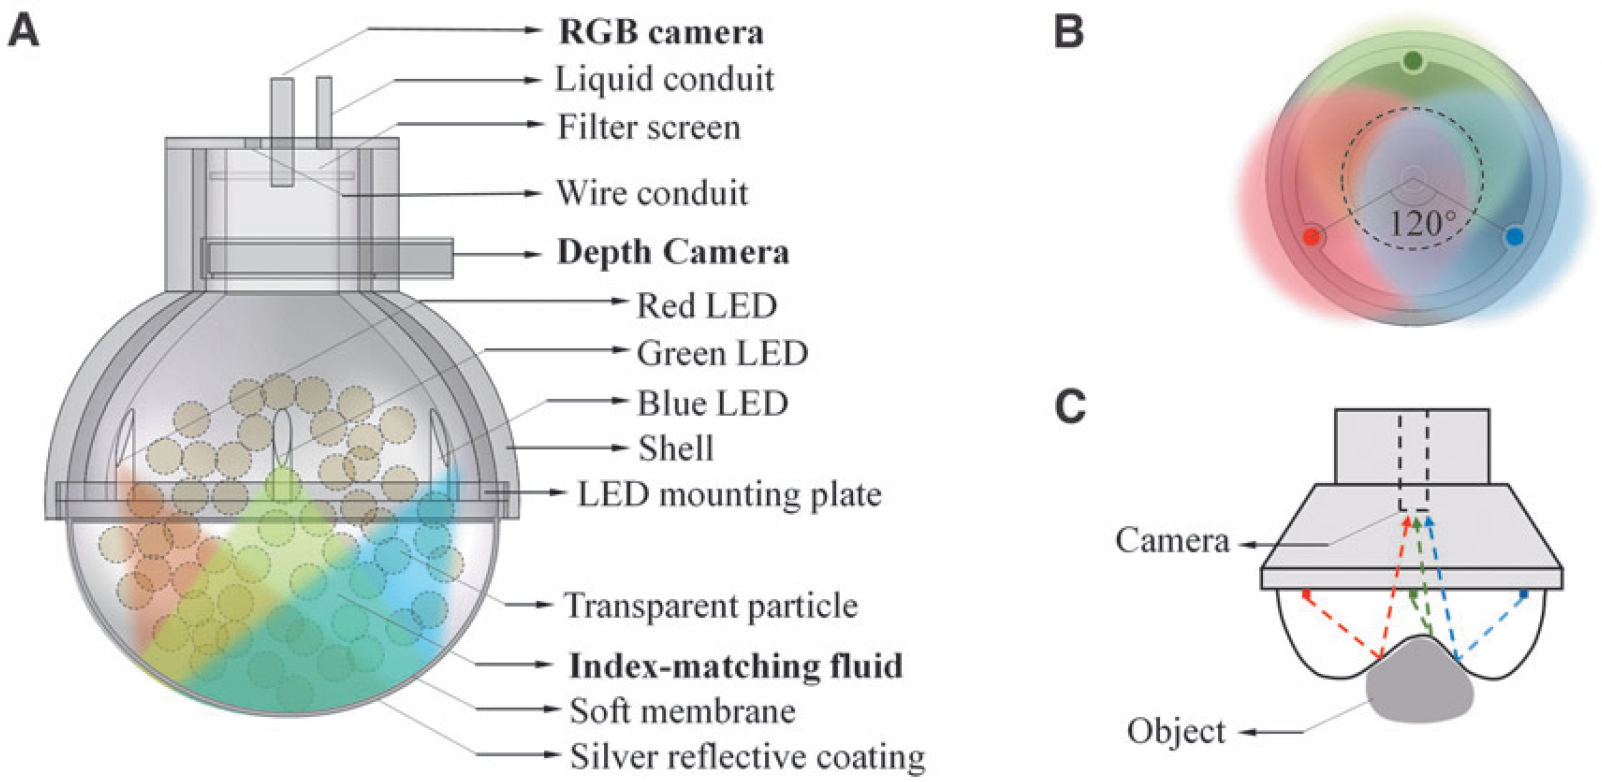 A
RGB camera
Liquid conduit
Filter screen
Wire conduit
Depth Camera
Red LED
Green LED
Blue LED
Shell
LED mounting plate
Transparent particle
Index-matching fluid
Soft membrane
Silver reflective coating
B
120°
C
Camera
Object